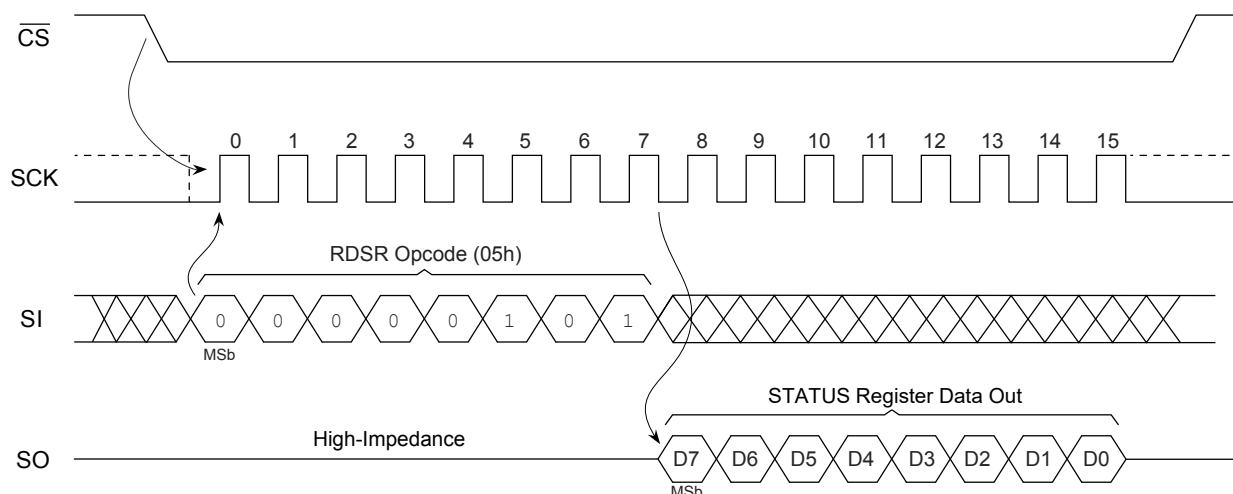 CS
0 1 2 3 4 5 6 7 8 9 10 11 12 13 14 15
SCK
RDSR Opcode (05h)
SI 0 0 0 0 0 1 0 1
MSb
STATUS Register Data Out
High-Impedance
SO D7 D6 D5 D4 D3 D2 D1 D0
MSb